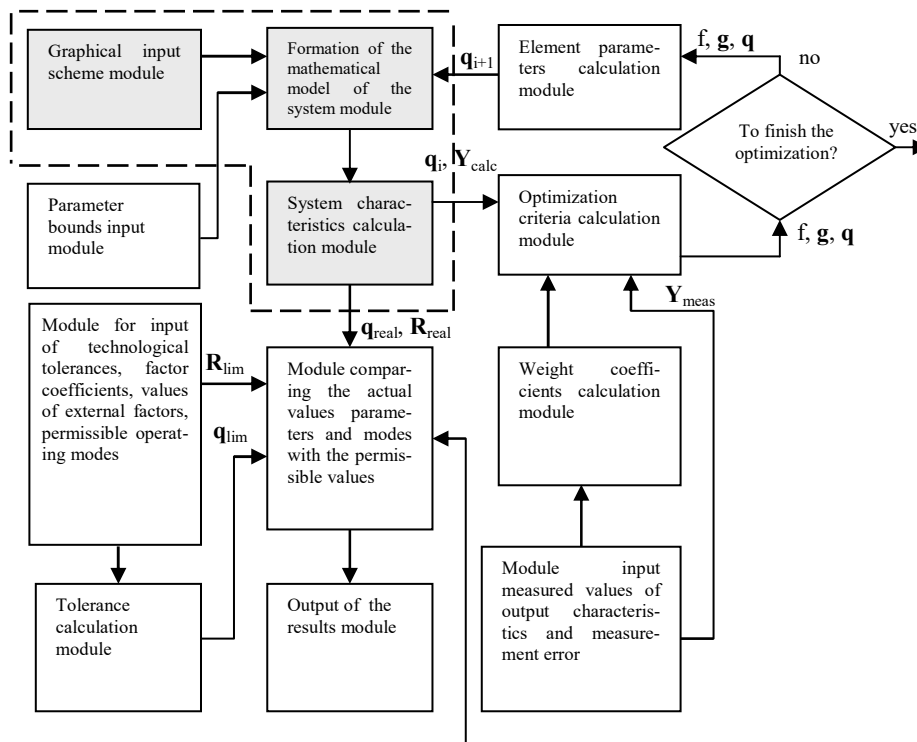 Graphical input
scheme module
Formation of the
mathematical
model of the
system module
q_{i+1}
Element parame-
ters calculation
module
f, g, q
no
To finish the
optimization?
yes
Parameter
bounds input
module
System charac-
teristics calcula-
tion module
q_i, Y_calc
Optimization
criteria calculation
module
f, g, q
Y_meas
q_real, R_real
Module for input
of technological
tolerances, factor
coefficients, values
of external factors,
permissible operat-
ing modes
R_lim
q_lim
Module comparing
the actual
values parame-
ters and modes
with the permis-
sible values
Weight coeffi-
cients calculation
module
Tolerance
calculation
module
Output of the
results module
Module input
measured values of
output characteris-
tics and measure-
ment error